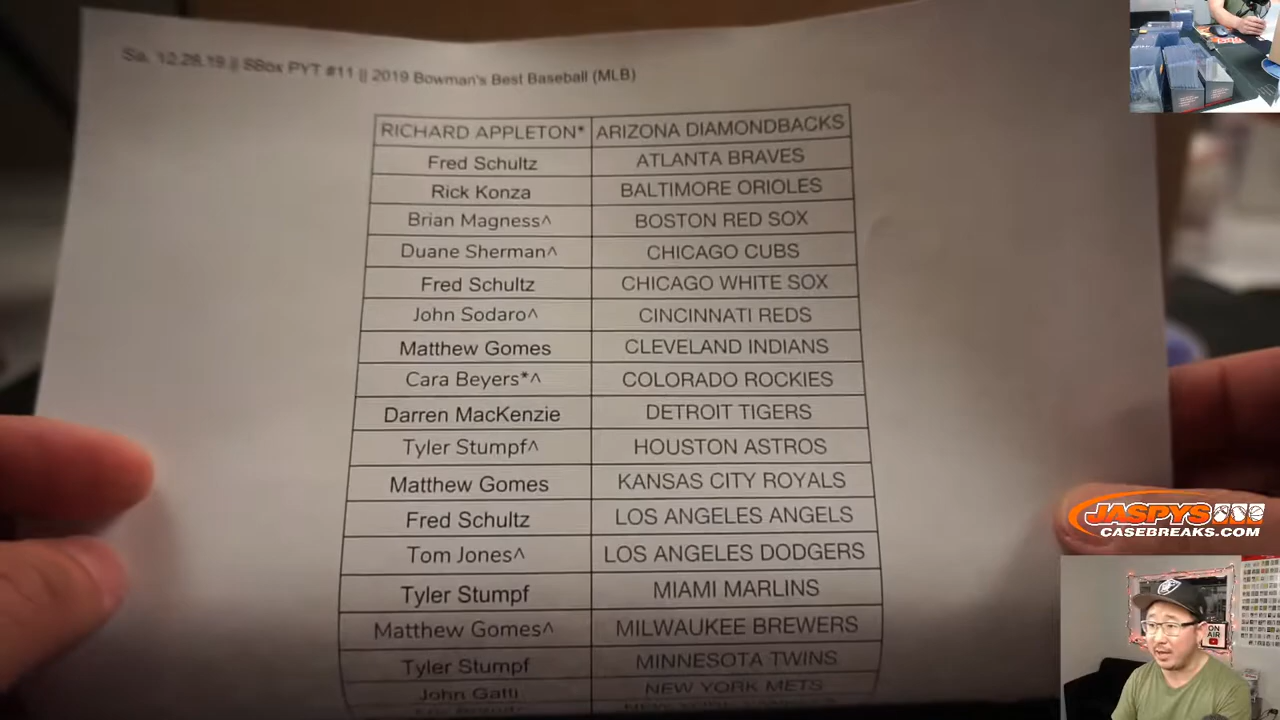 Sa. 12.28.19 || 8Box PYT #11 || 2019 Bowman's Best Baseball (MLB)
RICHARD APPLETON* ARIZONA DIAMONDBACKS
Fred Schultz ATLANTA BRAVES
Rick Konza BALTIMORE ORIOLES
Brian Magness^ BOSTON RED SOX
Duane Sherman^ CHICAGO CUBS
Fred Schultz CHICAGO WHITE SOX
John Sodaro^ CINCINNATI REDS
Matthew Gomes CLEVELAND INDIANS
Cara Beyers*^ COLORADO ROCKIES
Darren MacKenzie DETROIT TIGERS
Tyler Stumpf^ HOUSTON ASTROS
Matthew Gomes KANSAS CITY ROYALS
Fred Schultz LOS ANGELES ANGELS
Tom Jones^ LOS ANGELES DODGERS
Tyler Stumpf MIAMI MARLINS
Matthew Gomes^ MILWAUKEE BREWERS
Tyler Stumpf MINNESOTA TWINS
John Gatti NEW YORK METS
JASPYS
CASEBREAKS.COM
ON
AIR